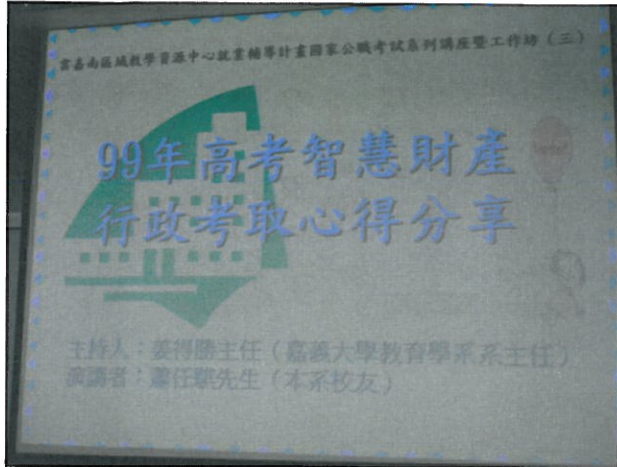 雲嘉南區域教學資源中心就業輔導計畫國家公職考試系列講座暨工作坊（三）
99年高考智慧財產
行政考取心得分享
主持人：姜得勝主任（嘉義大學教育學系系主任）
演講者：蕭任騏先生（本系校友）